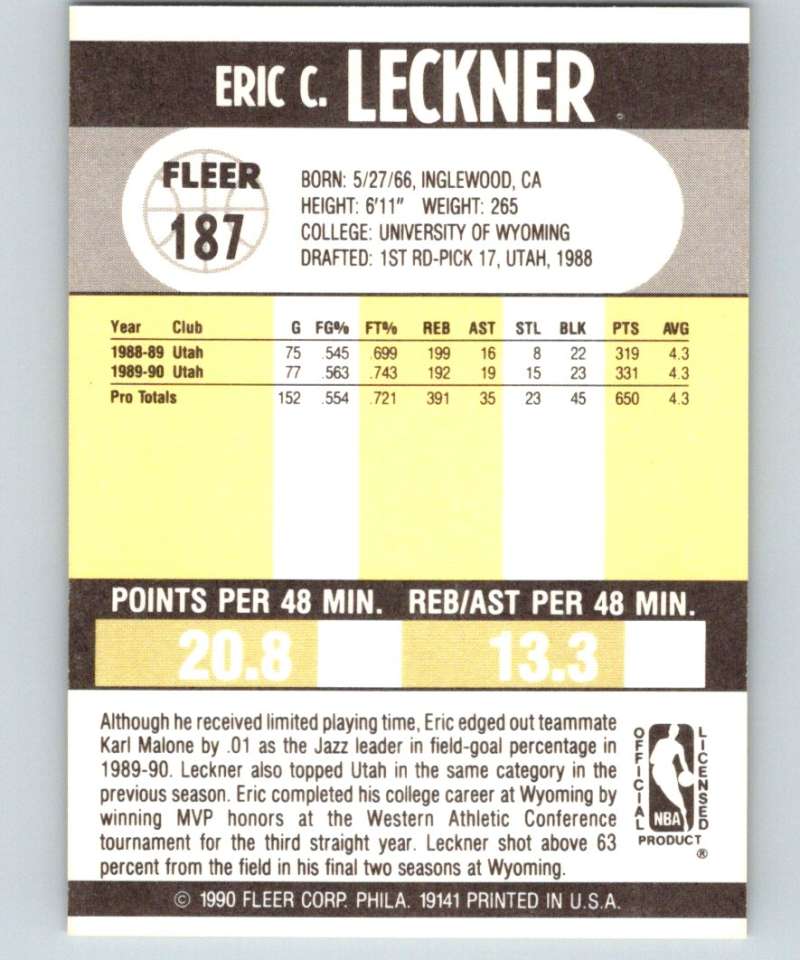 ERIC C. LECKNER
FLEER
187
BORN: 5/27/66, INGLEWOOD, CA
HEIGHT: 6'11" WEIGHT: 265
COLLEGE: UNIVERSITY OF WYOMING
DRAFTED: 1ST RD-PICK 17, UTAH, 1988
Year Club G FG% FT% REB AST STL BLK PTS AVG
1988-89 Utah 75 .545 .699 199 16 8 22 319 4.3
1989-90 Utah 77 .563 .743 192 19 15 23 331 4.3
Pro Totals 152 .554 .721 391 35 23 45 650 4.3
POINTS PER 48 MIN. REB/AST PER 48 MIN.
20.8 13.3
Although he received limited playing time, Eric edged out teammate
Karl Malone by .01 as the Jazz leader in field-goal percentage in
1989-90. Leckner also topped Utah in the same category in the
previous season. Eric completed his college career at Wyoming by
winning MVP honors at the Western Athletic Conference
tournament for the third straight year. Leckner shot above 63
percent from the field in his final two seasons at Wyoming.
OFFICIAL
NBA
LICENSED
PRODUCT
®
© 1990 FLEER CORP. PHILA. 19141 PRINTED IN U.S.A.